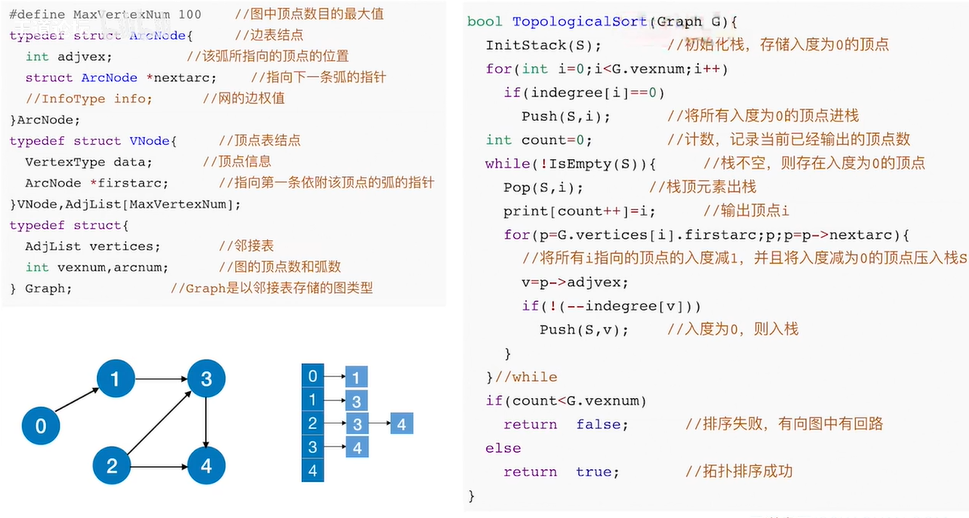 #define MaxVertexNum 100 //图中顶点数目的最大值
typedef struct ArcNode{ //边表结点
int adjvex; //该弧所指向的顶点的位置
struct ArcNode *nextarc; //指向下一条弧的指针
//InfoType info; //网的边权值
}ArcNode;
typedef struct VNode{ //顶点表结点
VertexType data; //顶点信息
ArcNode *firstarc; //指向第一条依附该顶点的弧的指针
}VNode,AdjList[MaxVertexNum];
typedef struct{
AdjList vertices; //邻接表
int vexnum,arcnum; //图的顶点数和弧数
} Graph; //Graph是以邻接表存储的图类型
0
1
3
2
4
0 1
1 3
2 3 4
3 4
4
bool TopologicalSort(Graph G){
InitStack(S); //初始化栈，存储入度为0的顶点
for(int i=0;i<G.vexnum;i++)
if(indegree[i]==0)
Push(S,i); //将所有入度为0的顶点进栈
int count=0; //计数，记录当前已经输出的顶点数
while(!IsEmpty(S)){ //栈不空，则存在入度为0的顶点
Pop(S,i); //栈顶元素出栈
print[count++]=i; //输出顶点i
for(p=G.vertices[i].firstarc;p;p=p->nextarc){
//将所有i指向的顶点的入度减1，并且将入度减为0的顶点压入栈S
v=p->adjvex;
if(!(--indegree[v]))
Push(S,v); //入度为0，则入栈
}
}//while
if(count<G.vexnum)
return false; //排序失败，有向图中有回路
else
return true; //拓扑排序成功
}